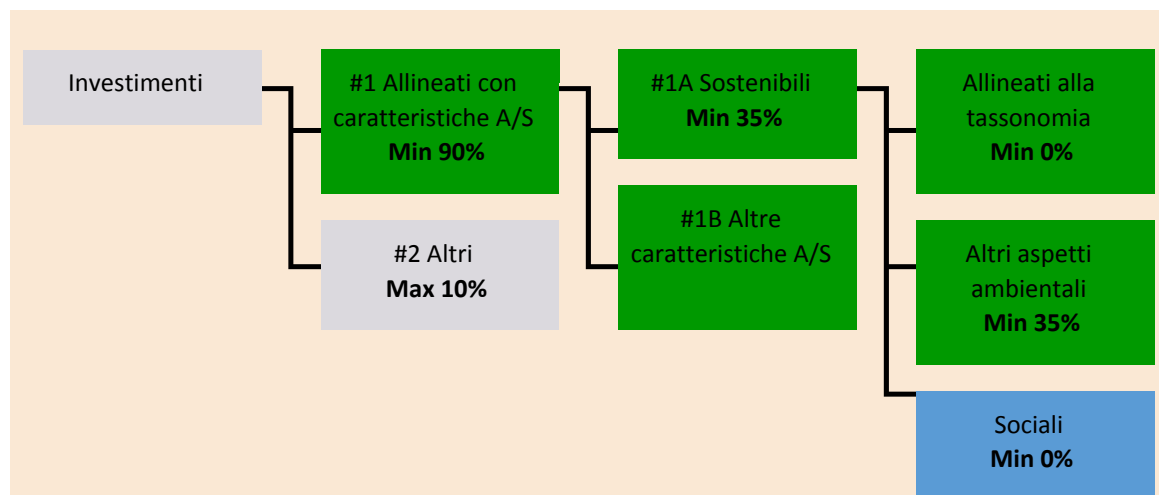 Investimenti
#1 Allineati con
caratteristiche A/S
Min 90%
#2 Altri
Max 10%
#1A Sostenibili
Min 35%
#1B Altre
caratteristiche A/S
Allineati alla
tassonomia
Min 0%
Altri aspetti
ambientali
Min 35%
Sociali
Min 0%